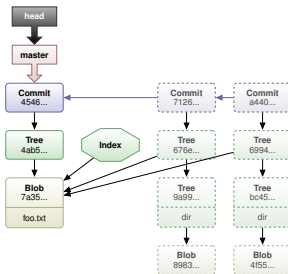 head
master
Commit
4546...
Commit
7126...
Commit
a440...
Tree
4ab5...
Index
Tree
676e...
Tree
6994...
Blob
7a35...
foo.txt
Tree
9a99...
dir
Tree
bc45...
dir
Blob
8983...
Blob
4f55...